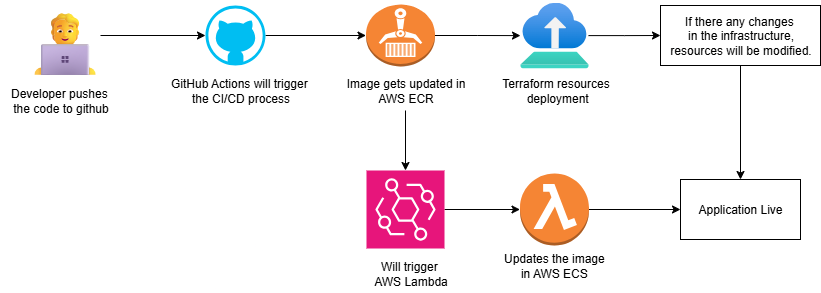 Developer pushes
the code to github
GitHub Actions will trigger
the CI/CD process
Image gets updated in
AWS ECR
Terraform resources
deployment
If there any changes
in the infrastructure,
resources will be modified.
Will trigger
AWS Lambda
Updates the image
in AWS ECS
Application Live